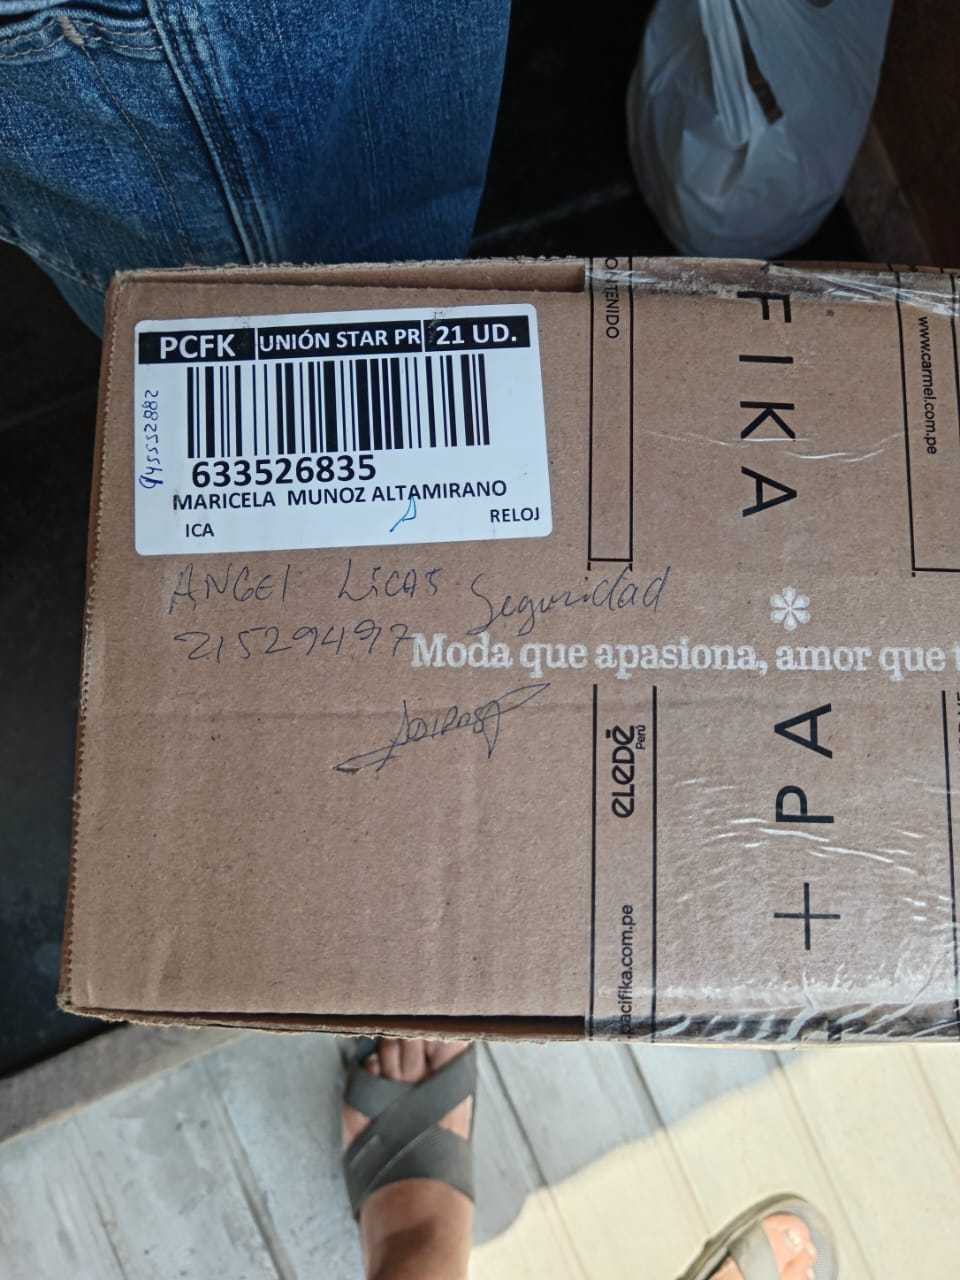 PCFK UNIÓN STAR PR 21 UD.
945552882
633526835
MARICELA MUNOZ ALTAMIRANO
ICA RELOJ
ANGEL LiCAS Seguridad
21529497
Moda que apasiona, amor que t
ONTENIDO
FIKA
www.carmel.com.pe
eLeDĖ
Perú
+PA
pacifika.com.pe